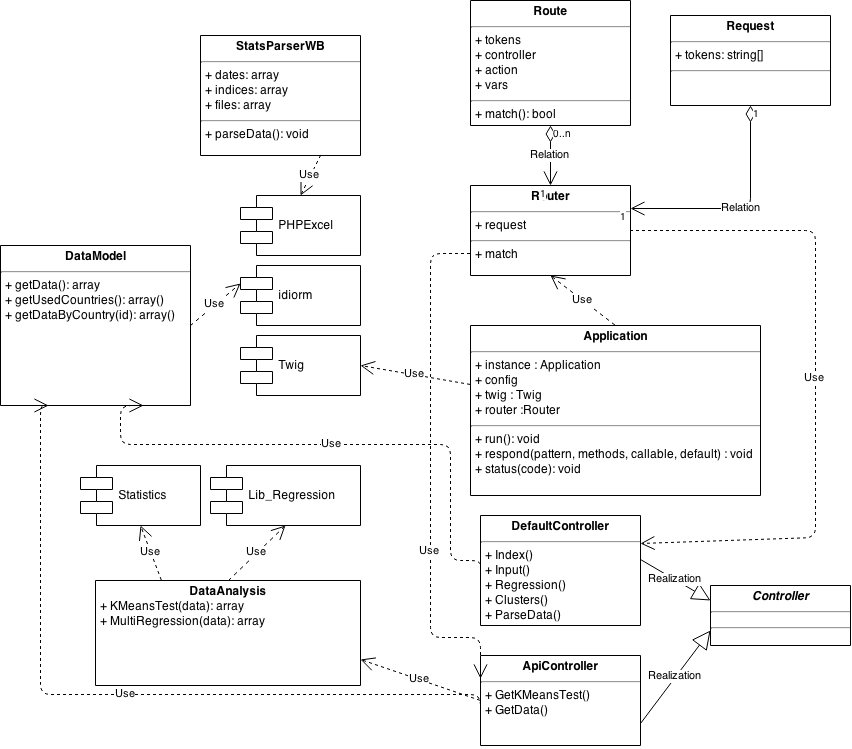 Route
+ tokens
+ controller
+ action
+ vars
+ match(): bool
Request
+ tokens: string[]
StatsParserWB
+ dates: array
+ indices: array
+ files: array
+ parseData(): void
0..n
Relation
1
Use
PHPExcel
Router
1
1
+ request
+ match
Relation
DataModel
+ getData(): array
+ getUsedCountries(): array()
+ getDataByCountry(id): array()
Use
idiorm
Use
Twig
Use
Application
+ instance : Application
+ config
+ twig : Twig
+ router :Router
+ run(): void
+ respond(pattern, methods, callable, default) : void
+ status(code): void
Use
Use
Statistics
Lib_Regression
Use
Use
Use
DefaultController
+ Index()
+ Input()
+ Regression()
+ Clusters()
+ ParseData()
Realization
Controller
DataAnalysis
+ KMeansTest(data): array
+ MultiRegression(data): array
ApiController
+ GetKMeansTest()
+ GetData()
Use
Realization
Use